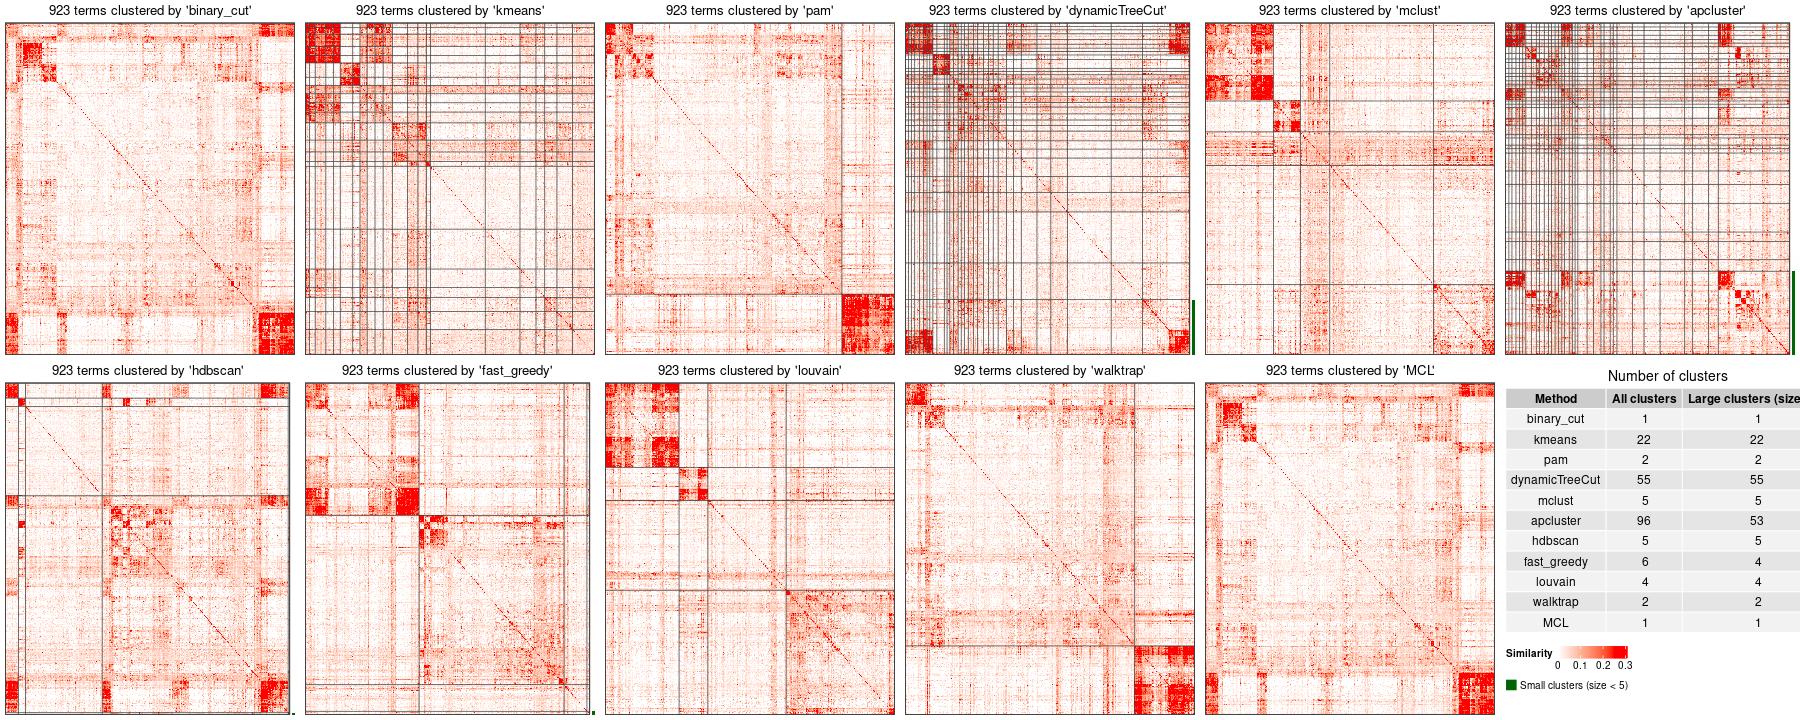 923 terms clustered by 'binary_cut'
923 terms clustered by 'kmeans'
923 terms clustered by 'pam'
923 terms clustered by 'dynamicTreeCut'
923 terms clustered by 'mclust'
923 terms clustered by 'apcluster'
923 terms clustered by 'hdbscan'
923 terms clustered by 'fast_greedy'
923 terms clustered by 'louvain'
923 terms clustered by 'walktrap'
923 terms clustered by 'MCL'
Number of clusters
Method All clusters Large clusters (size
binary_cut 1 1
kmeans 22 22
pam 2 2
dynamicTreeCut 55 55
mclust 5 5
apcluster 96 53
hdbscan 5 5
fast_greedy 6 4
louvain 4 4
walktrap 2 2
MCL 1 1
Similarity
0 0.1 0.2 0.3
Small clusters (size < 5)